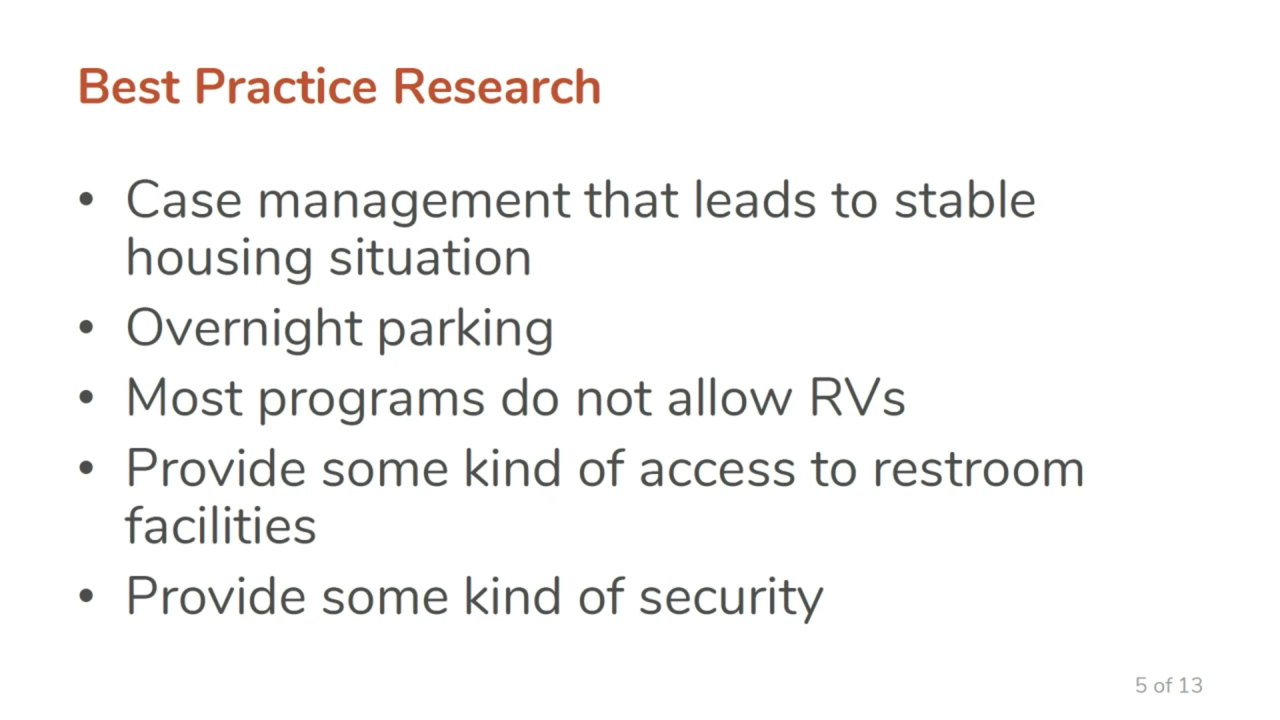 Best Practice Research
• Case management that leads to stable
housing situation
• Overnight parking
• Most programs do not allow RVs
• Provide some kind of access to restroom
facilities
• Provide some kind of security
5 of 13